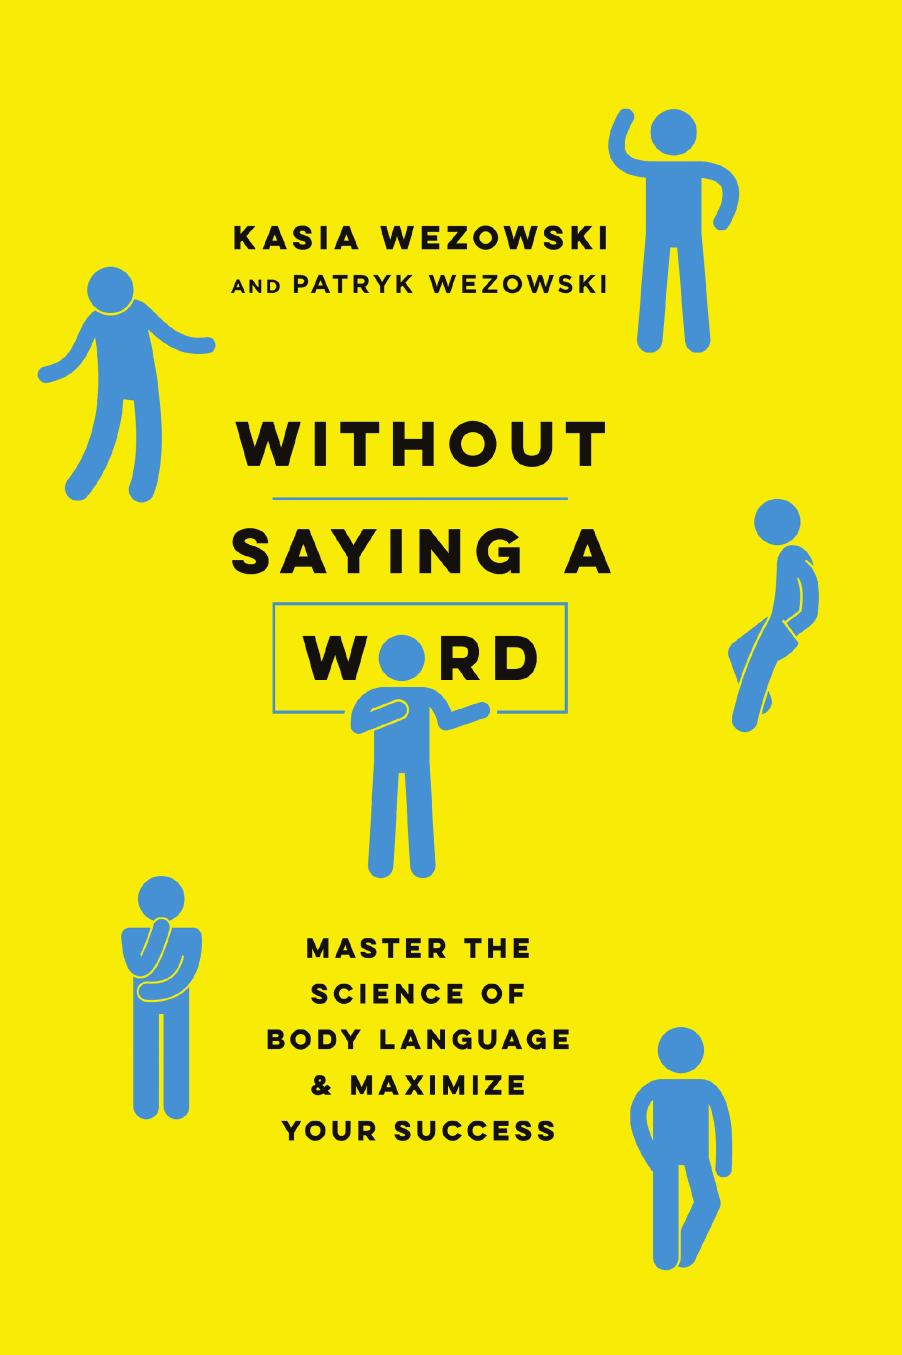 KASIA WEZOWSKI
AND PATRYK WEZOWSKI
WITHOUT
SAYING A
WORD
MASTER THE
SCIENCE OF
BODY LANGUAGE
& MAXIMIZE
YOUR SUCCESS